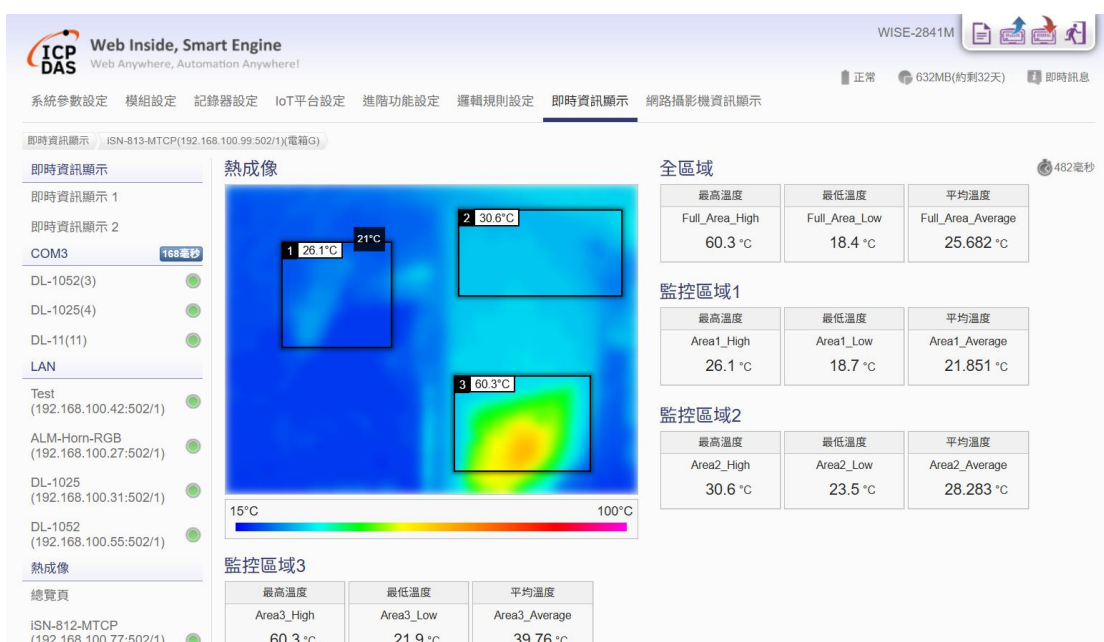 ICP
DAS
Web Inside, Smart Engine
Web Anywhere, Automation Anywhere!
WISE-2841M
正常
632MB(約剩32天)
即時訊息
系統參數設定 模組設定 記錄器設定 IoT平台設定 進階功能設定 邏輯規則設定 即時資訊顯示 網路攝影機資訊顯示
即時資訊顯示 iSN-813-MTCP(192.168.100.99:502/1)(電箱G)
即時資訊顯示
即時資訊顯示 1
即時資訊顯示 2
COM3 168毫秒
DL-1052(3)
DL-1025(4)
DL-11(11)
LAN
Test
(192.168.100.42:502/1)
ALM-Horn-RGB
(192.168.100.27:502/1)
DL-1025
(192.168.100.31:502/1)
DL-1052
(192.168.100.55:502/1)
熱成像
總覽頁
iSN-812-MTCP
(192.168.100.77:502/1)
熱成像
1 26.1°C
21°C
2 30.6°C
3 60.3°C
15°C 100°C
全區域
482毫秒
最高溫度 最低溫度 平均溫度
Full_Area_High Full_Area_Low Full_Area_Average
60.3 °C 18.4 °C 25.682 °C
監控區域1
最高溫度 最低溫度 平均溫度
Area1_High Area1_Low Area1_Average
26.1 °C 18.7 °C 21.851 °C
監控區域2
最高溫度 最低溫度 平均溫度
Area2_High Area2_Low Area2_Average
30.6 °C 23.5 °C 28.283 °C
監控區域3
最高溫度 最低溫度 平均溫度
Area3_High Area3_Low Area3_Average
60.3 °C 21.9 °C 39.76 °C